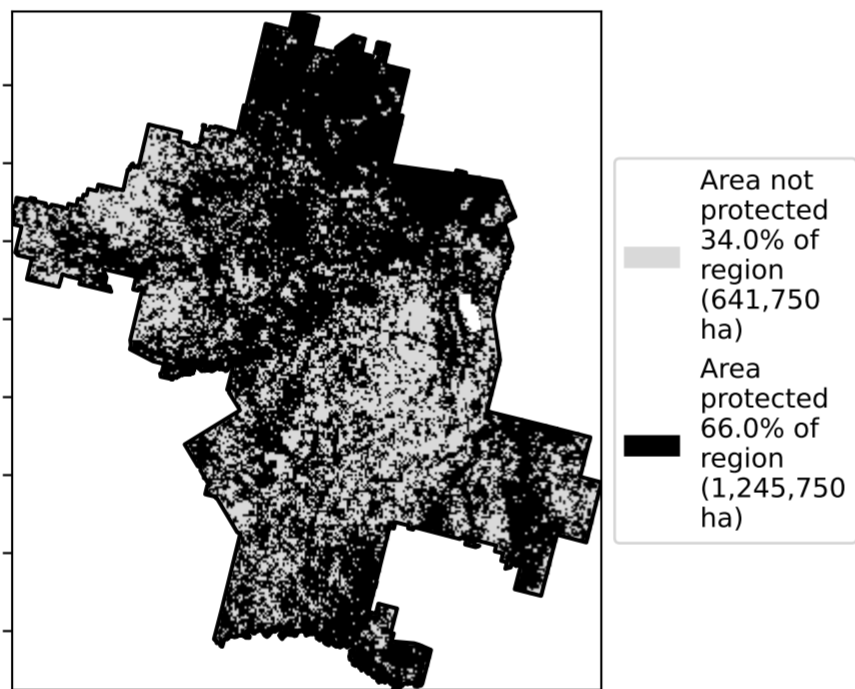 Area not
protected
34.0% of
region
(641,750
ha)
Area
protected
66.0% of
region
(1,245,750
ha)